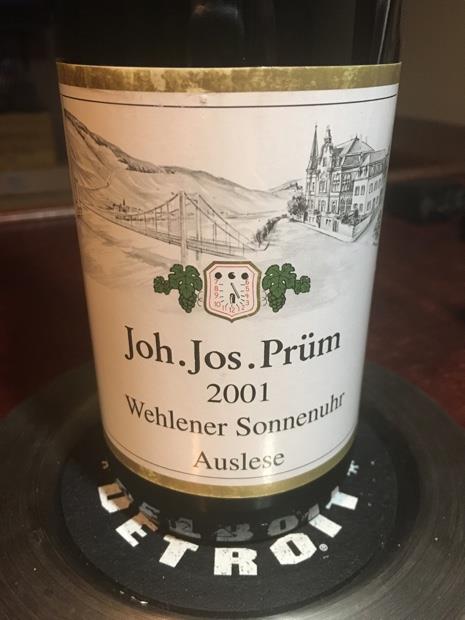 Joh. Jos. Prüm
2001
Wehlener Sonnenuhr
Auslese
DETROIT